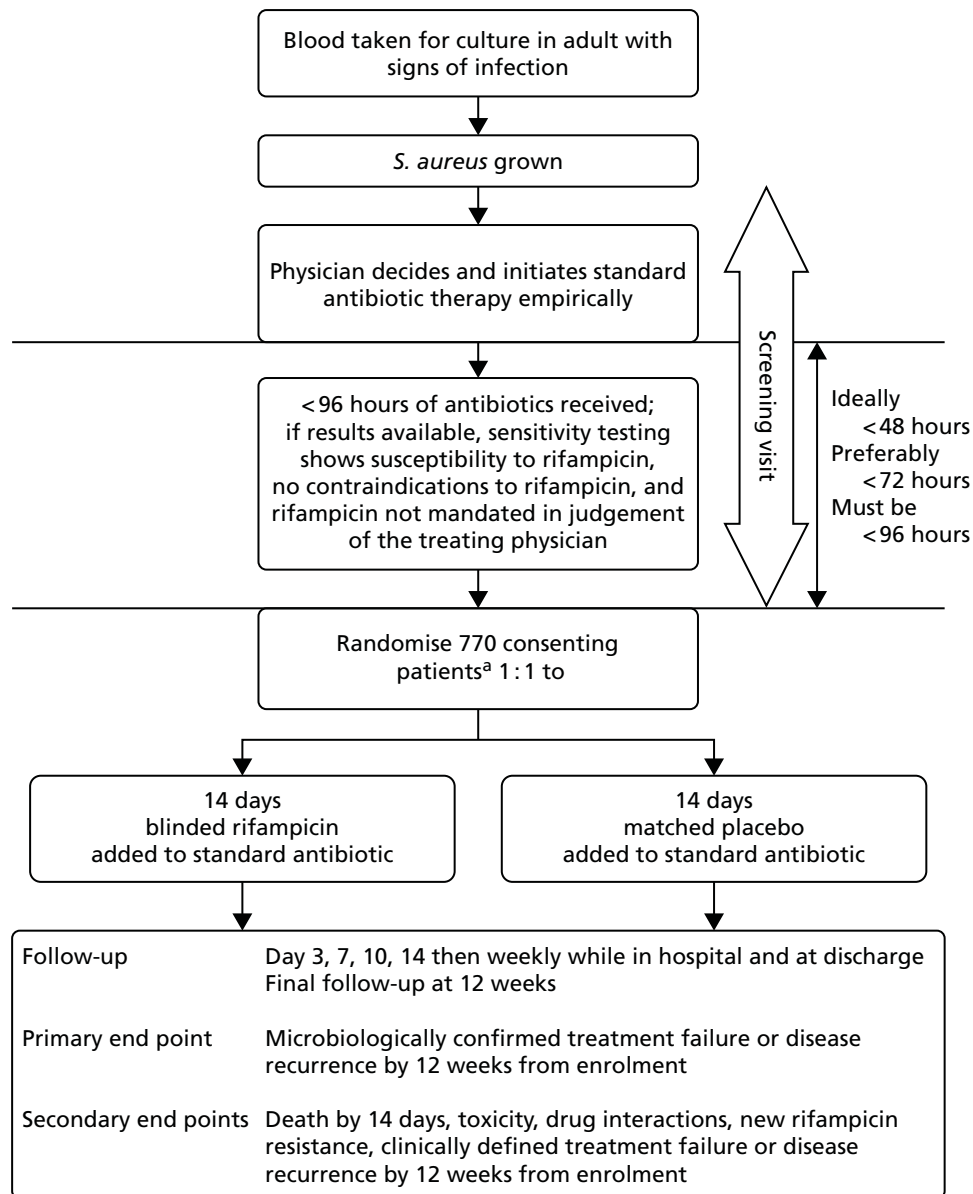 Blood taken for culture in adult with
signs of infection
S. aureus grown
Physician decides and initiates standard
antibiotic therapy empirically
Screening visit
<96 hours of antibiotics received;
if results available, sensitivity testing
shows susceptibility to rifampicin,
no contraindications to rifampicin, and
rifampicin not mandated in judgement
of the treating physician
Ideally
<48 hours
Preferably
<72 hours
Must be
<96 hours
Randomise 770 consenting
patientsᵃ 1:1 to
14 days
blinded rifampicin
added to standard antibiotic
14 days
matched placebo
added to standard antibiotic
Follow-up Day 3, 7, 10, 14 then weekly while in hospital and at discharge
Final follow-up at 12 weeks
Primary end point Microbiologically confirmed treatment failure or disease
recurrence by 12 weeks from enrolment
Secondary end points Death by 14 days, toxicity, drug interactions, new rifampicin
resistance, clinically defined treatment failure or disease
recurrence by 12 weeks from enrolment